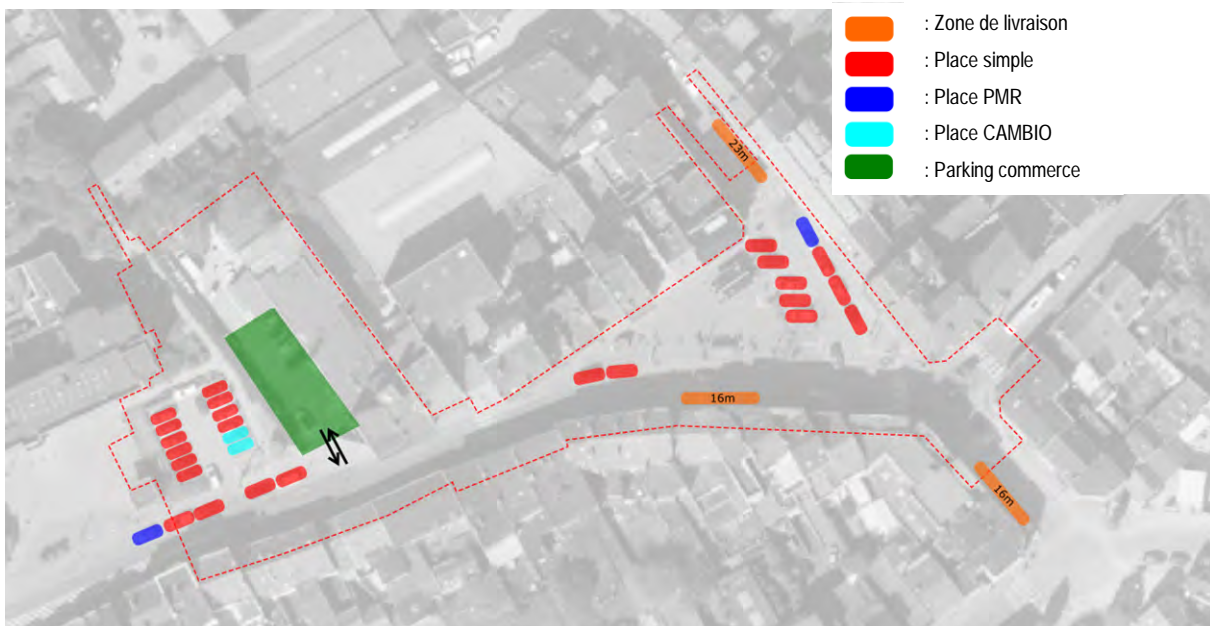 : Zone de livraison
: Place simple
: Place PMR
: Place CAMBIO
: Parking commerce
23m
16m
16m